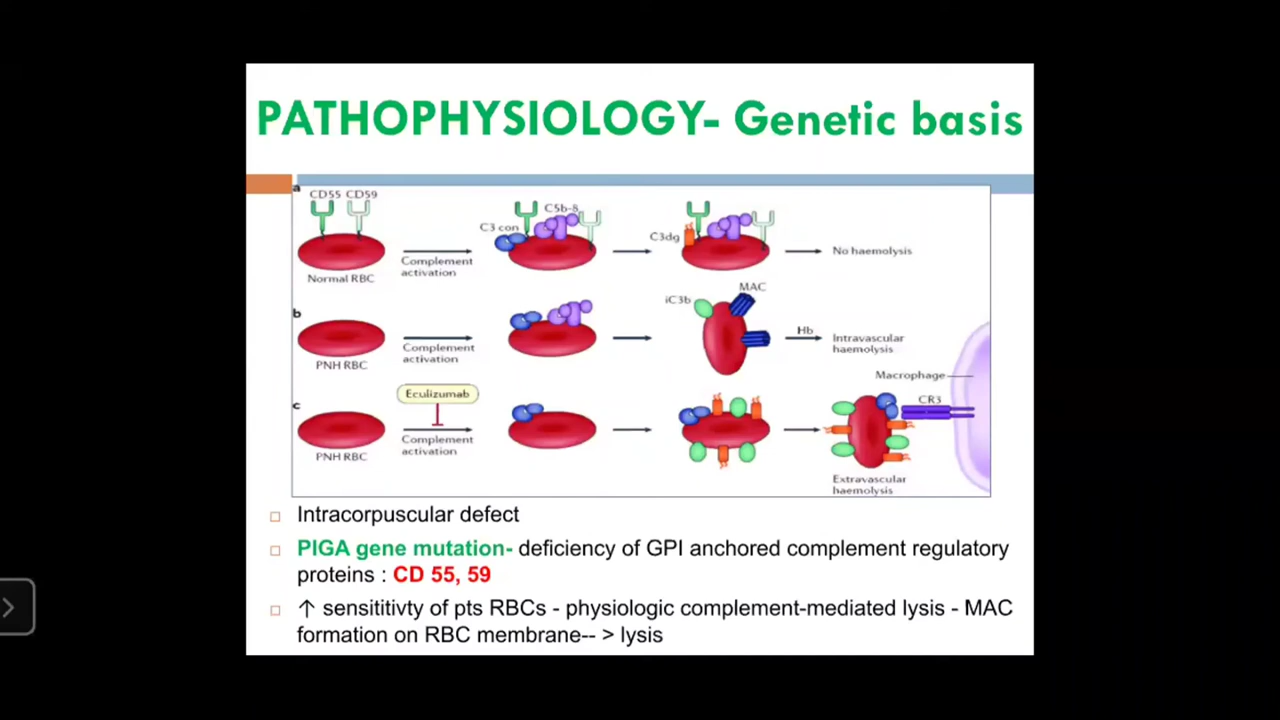 PATHOPHYSIOLOGY- Genetic basis
a
CD55 CD59
Normal RBC
Complement
activation
C3 con
C5b-8
C3dg
No haemolysis
b
PNH RBC
Complement
activation
iC3b
MAC
Hb
Intravascular
haemolysis
Macrophage
c
PNH RBC
Eculizumab
Complement
activation
CR3
Extravascular
haemolysis
Intracorpuscular defect
PIGA gene mutation- deficiency of GPI anchored complement regulatory
proteins : CD 55, 59
↑ sensititivty of pts RBCs - physiologic complement-mediated lysis - MAC
formation on RBC membrane-- > lysis